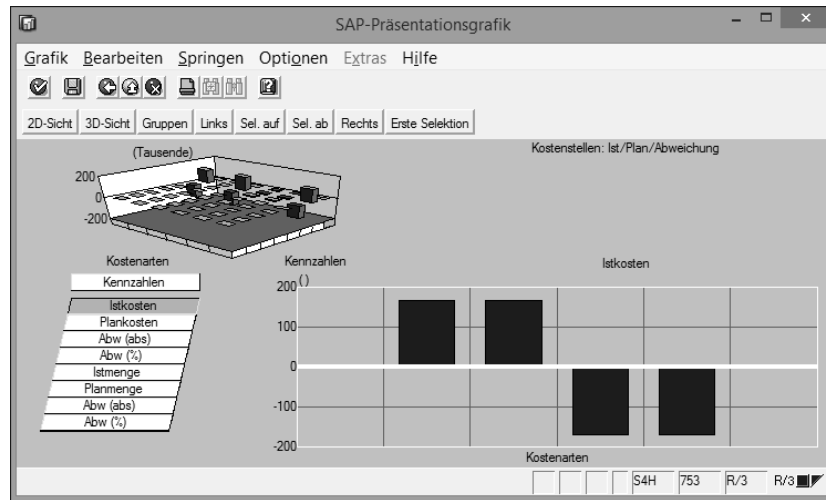 SAP-Präsentationsgrafik
Grafik Bearbeiten Springen Optionen Extras Hilfe
2D-Sicht 3D-Sicht Gruppen Links Sel. auf Sel. ab Rechts Erste Selektion
(Tausende)
Kostenstellen: Ist/Plan/Abweichung
200
0
-200
Kostenarten
Kennzahlen
Istkosten
Plankosten
Abw (abs)
Abw (%)
Istmenge
Planmenge
Abw (abs)
Abw (%)
Kennzahlen
Istkosten
200 ( )
100
0
-100
-200
Kostenarten
S4H 753 R/3 R/3